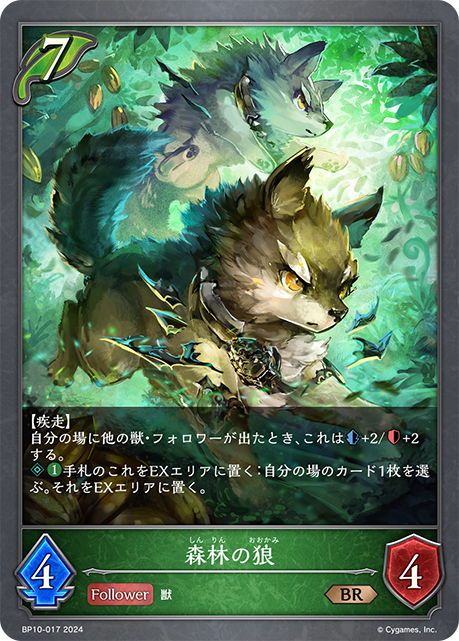 7
【疾走】
自分の場に他の獣・フォロワーが出たとき、これは+2/+2
する。
1手札のこれをEXエリアに置く：自分の場のカード1枚を選
ぶ。それをEXエリアに置く。
しんりん おおかみ
森林の狼
4
Follower 獣
BR
4
BP10-017 2024
© Cygames, Inc.